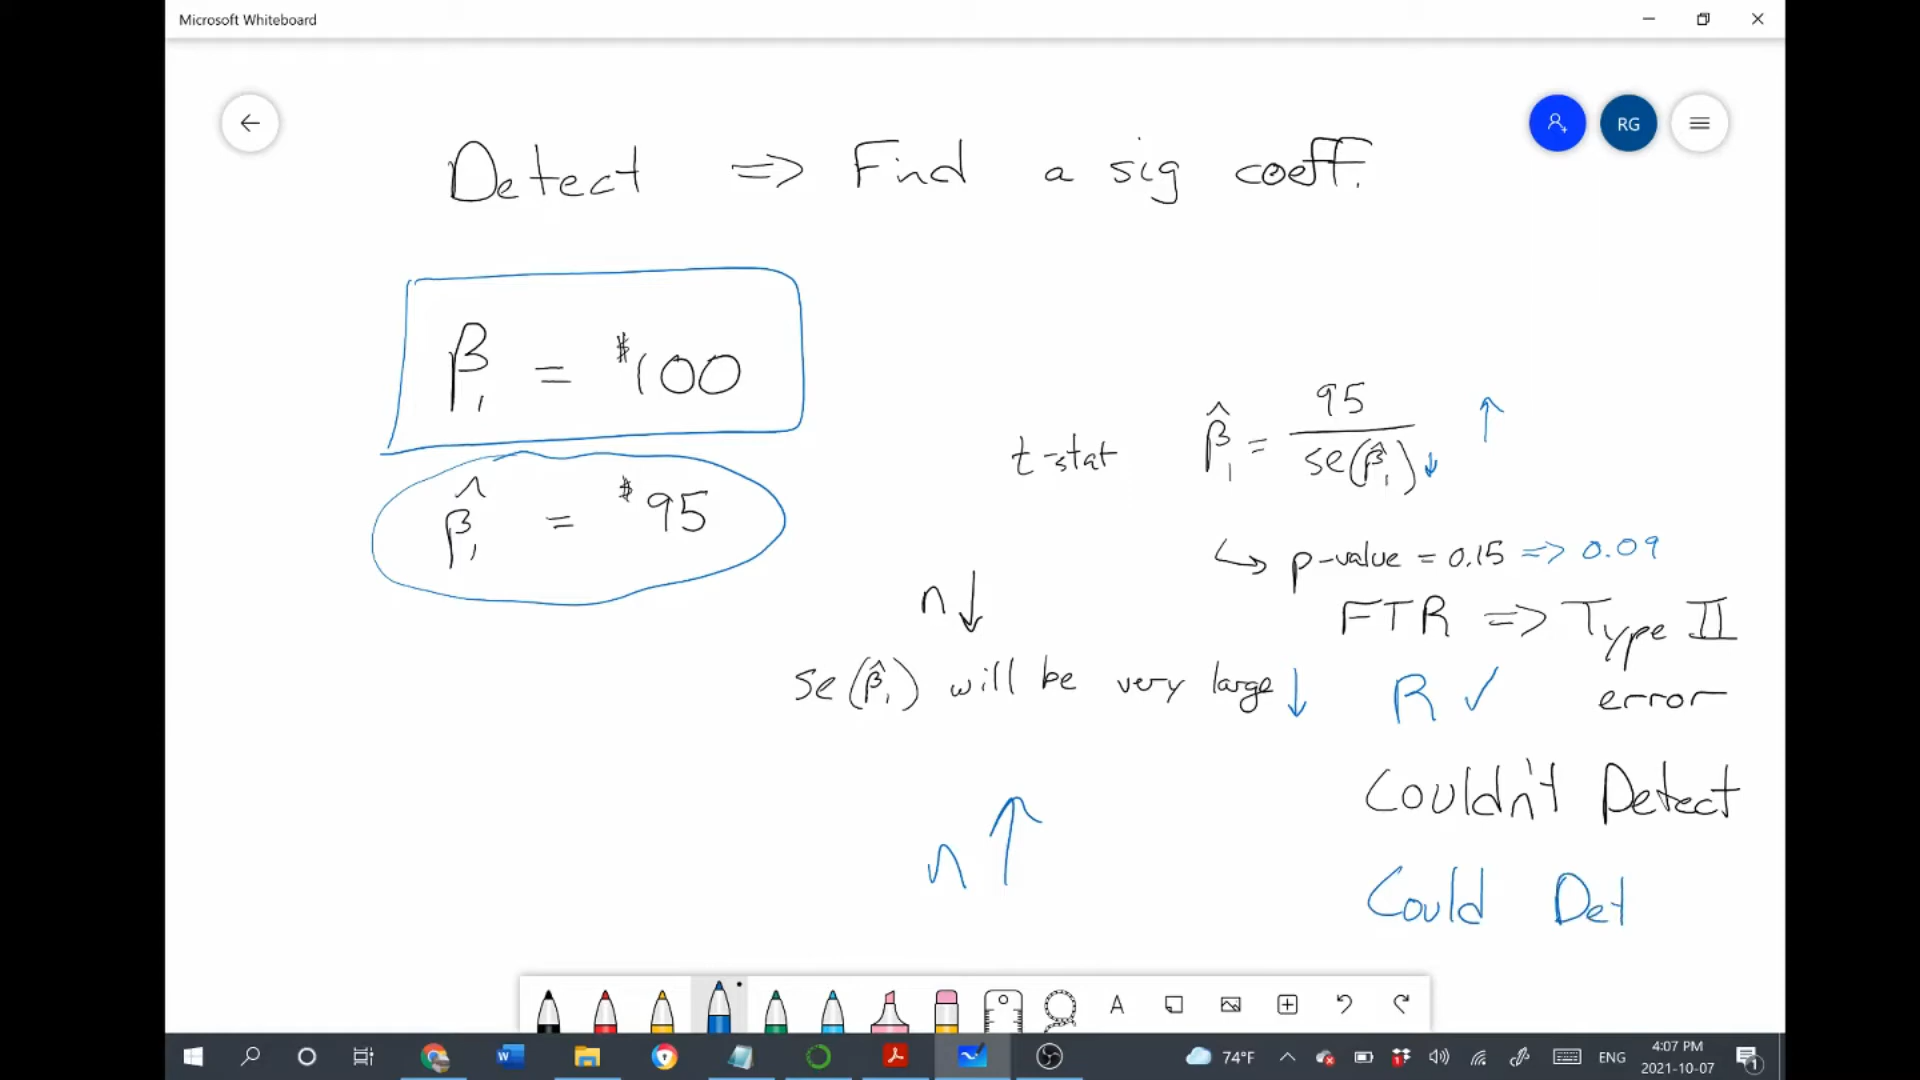 Microsoft Whiteboard
RG
Detect => Find a sig coeff.
β₁ = $100
β̂₁ = $95
t-stat β̂₁ = 95 / se(β̂₁) ↓ ↑
↳ p-value = 0.15 => 0.09
n↓
FTR => Type II
error
se(β̂₁) will be very large ↓
R ✓
Couldn't Detect
n ↑
Could Det
A
W
74°F
ENG
4:07 PM
2021-10-07
1